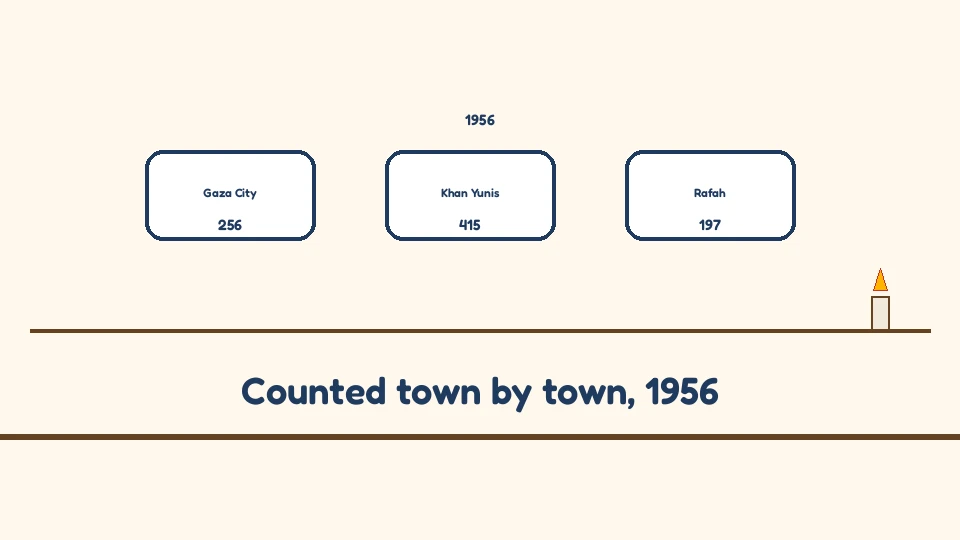 1956
Gaza City
256
Khan Yunis
415
Rafah
197
Counted town by town, 1956